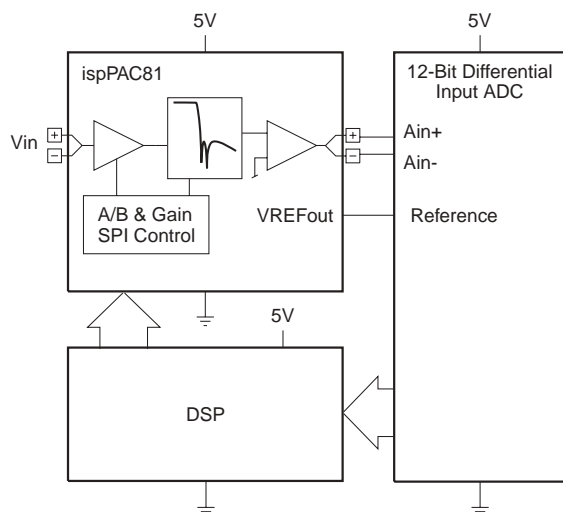 5V
5V
ispPAC81
12-Bit Differential
Input ADC
Vin
+
−
+
−
Ain+
Ain-
A/B & Gain
SPI Control
VREFout
Reference
5V
DSP